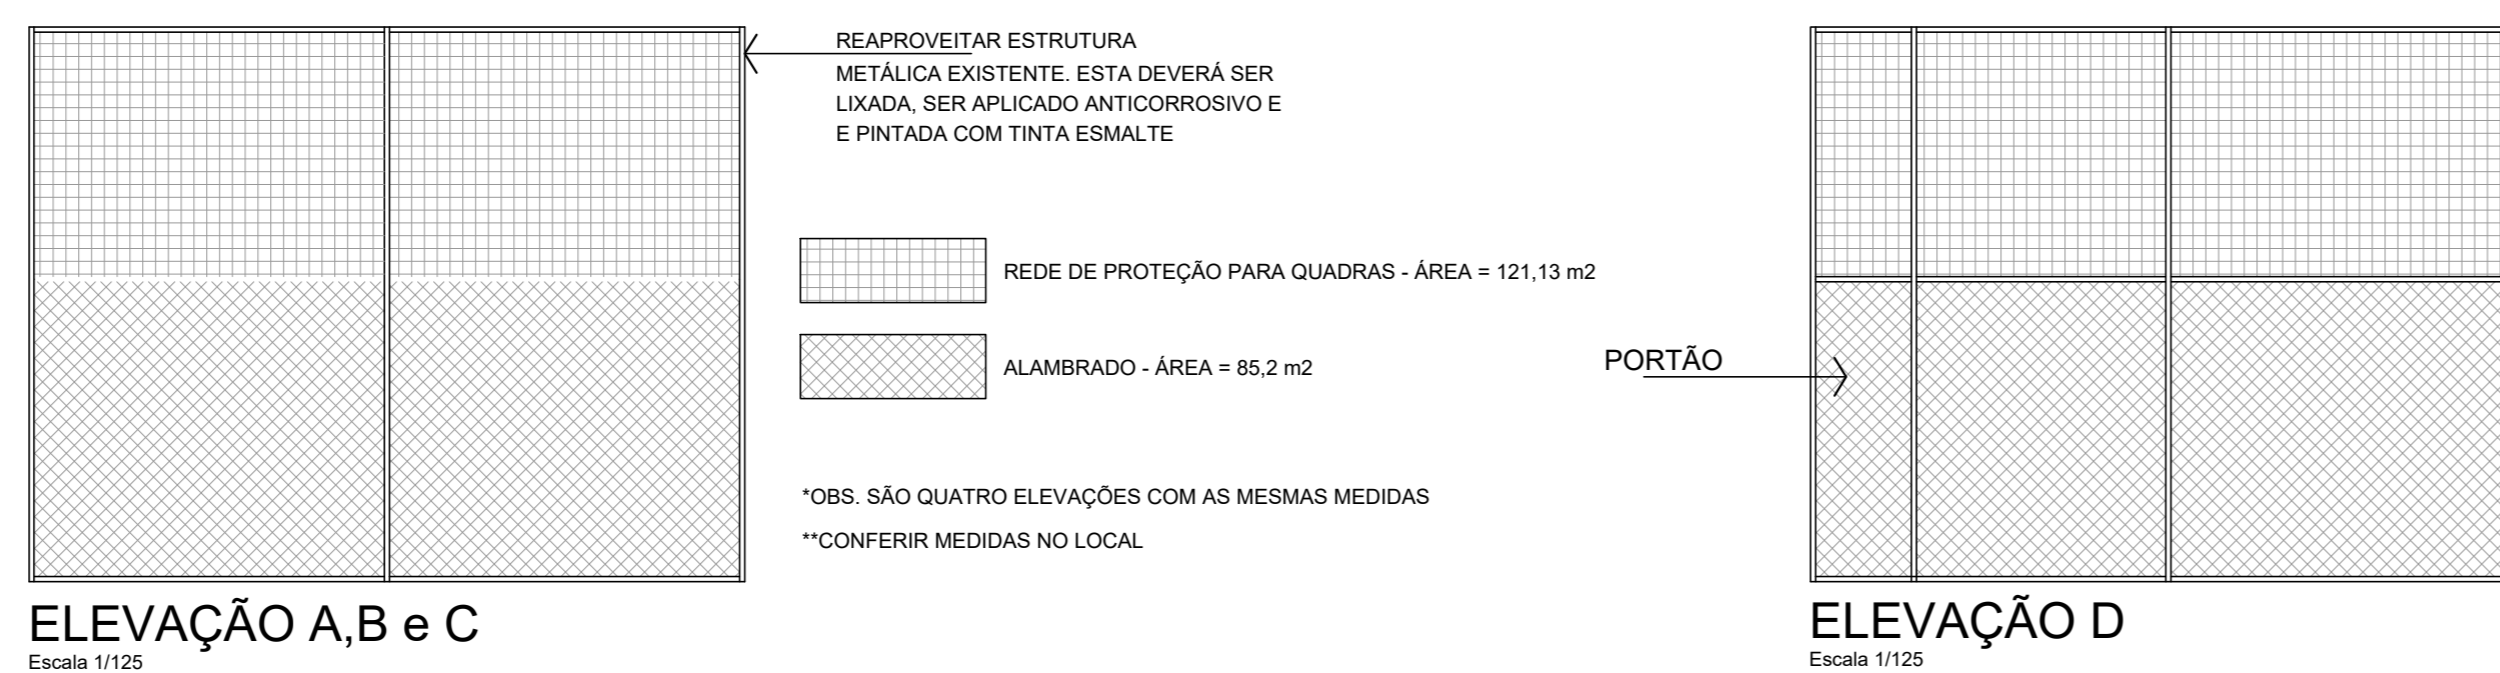 REAPROVEITAR ESTRUTURA
METÁLICA EXISTENTE. ESTA DEVERÁ SER
LIXADA, SER APLICADO ANTICORROSIVO E
E PINTADA COM TINTA ESMALTE
REDE DE PROTEÇÃO PARA QUADRAS - ÁREA = 121,13 m2
ALAMBRADO - ÁREA = 85,2 m2
PORTÃO
*OBS. SÃO QUATRO ELEVAÇÕES COM AS MESMAS MEDIDAS
**CONFERIR MEDIDAS NO LOCAL
ELEVAÇÃO A,B e C
Escala 1/125
ELEVAÇÃO D
Escala 1/125